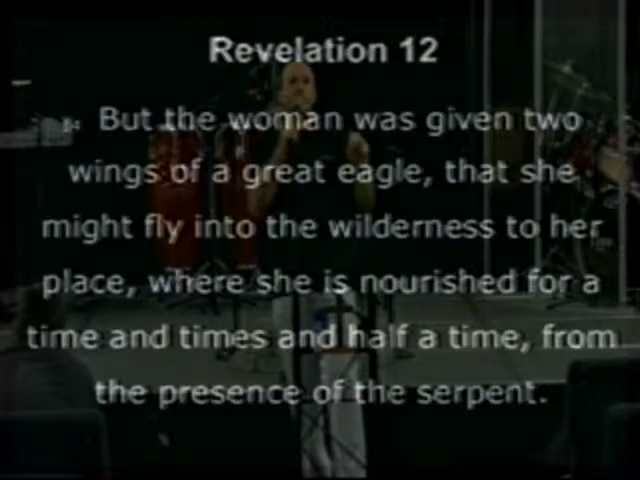 Revelation 12
But the woman was given two
wings of a great eagle, that she
might fly into the wilderness to her
place, where she is nourished for a
time and times and half a time, from
the presence of the serpent.